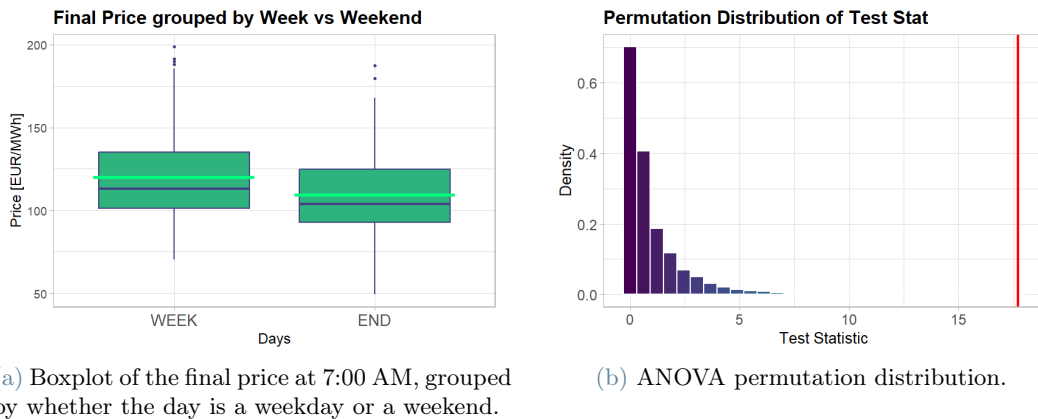 Final Price grouped by Week vs Weekend
200
150
100
50
Price [EUR/MWh]
WEEK
END
Days
Permutation Distribution of Test Stat
0.6
0.4
0.2
0.0
Density
0
5
10
15
Test Statistic
a) Boxplot of the final price at 7:00 AM, grouped
by whether the day is a weekday or a weekend.
(b) ANOVA permutation distribution.